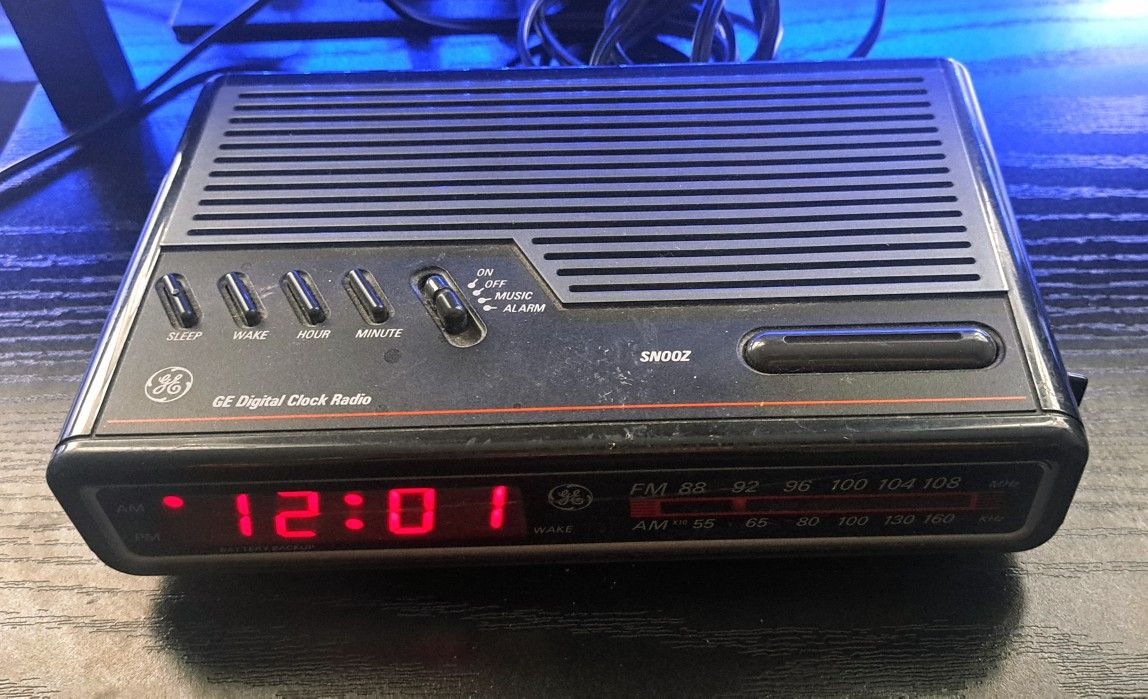 ON
OFF
MUSIC
ALARM
SLEEP WAKE HOUR MINUTE
SNOOZ
GE
GE Digital Clock Radio
AM
PM
12:01
BATTERY BACKUP
GE
WAKE
FM 88 92 96 100 104 108 MHz
AM x10 55 65 80 100 130 160 KHz